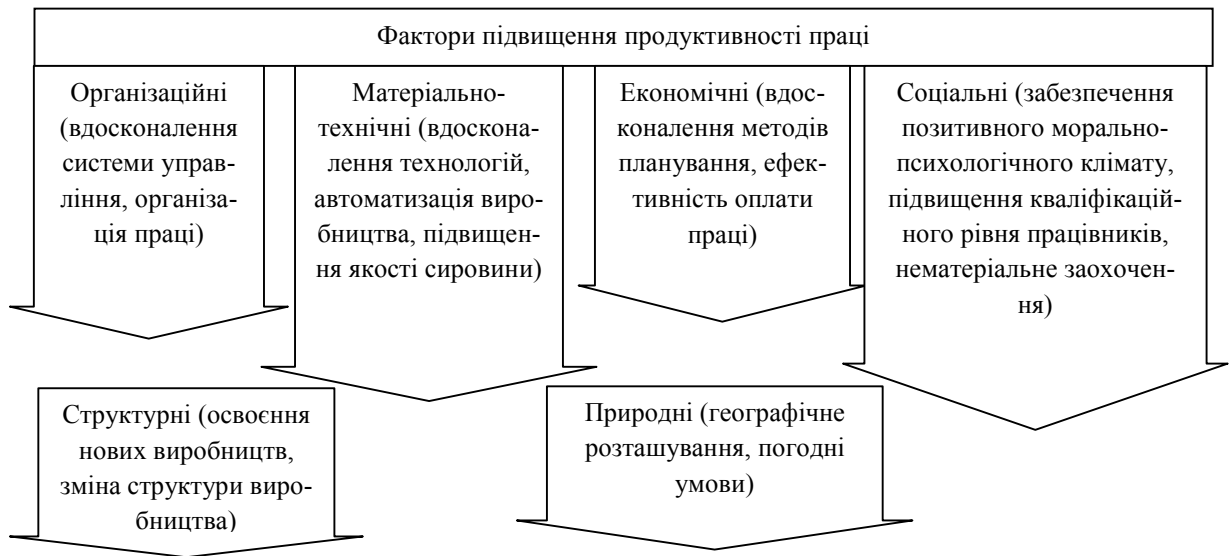 Фактори підвищення продуктивності праці
Організаційні
(вдосконалення
системи управ-
ління, організа-
ція праці)
Матеріально-
технічні (вдоскона-
лення технологій,
автоматизація виро-
бництва, підвищен-
ня якості сировини)
Економічні (вдос-
коналення методів
планування, ефек-
тивність оплати
праці)
Соціальні (забезпечення
позитивного морально-
психологічного клімату,
підвищення кваліфікацій-
ного рівня працівників,
нематеріальне заохочен-
ня)
Структурні (освоєння
нових виробництв,
зміна структури виро-
бництва)
Природні (географічне
розташування, погодні
умови)